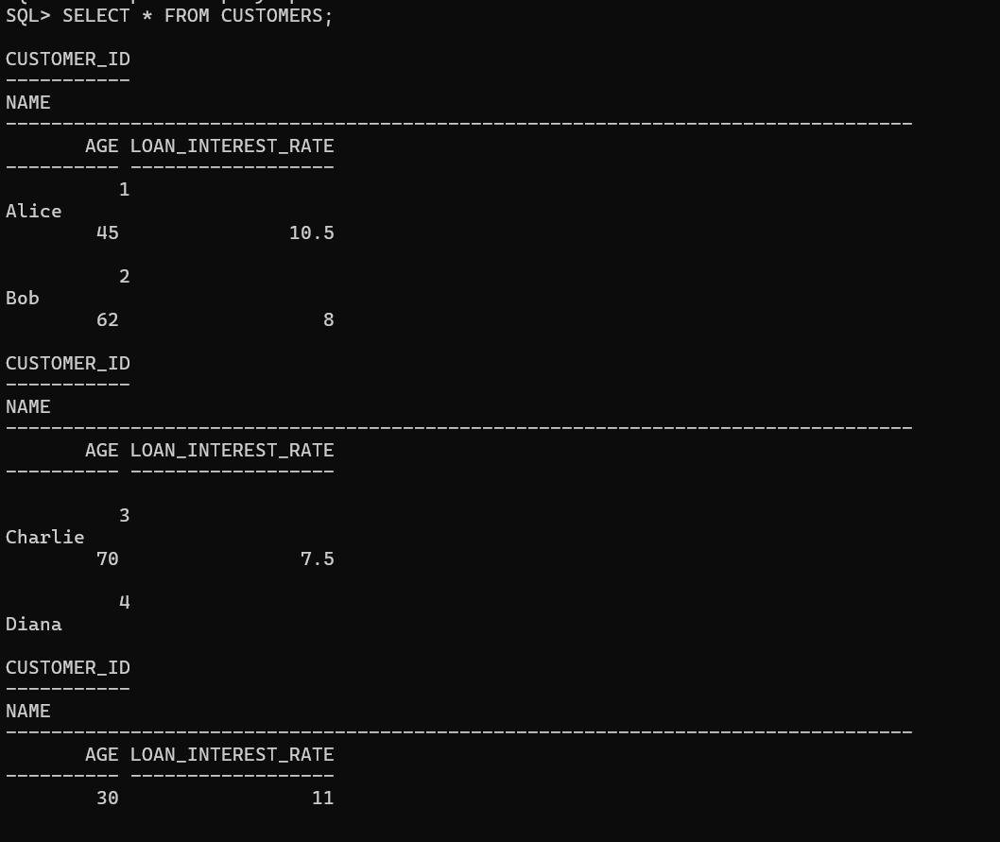 SQL> SELECT * FROM CUSTOMERS;
CUSTOMER_ID
-----------
NAME
--------------------------------------------------------------------------------
       AGE LOAN_INTEREST_RATE
---------- ------------------
          1
Alice
        45               10.5

          2
Bob
        62                  8

CUSTOMER_ID
-----------
NAME
--------------------------------------------------------------------------------
       AGE LOAN_INTEREST_RATE
---------- ------------------

          3
Charlie
        70                7.5

          4
Diana

CUSTOMER_ID
-----------
NAME
--------------------------------------------------------------------------------
       AGE LOAN_INTEREST_RATE
---------- ------------------
        30                 11